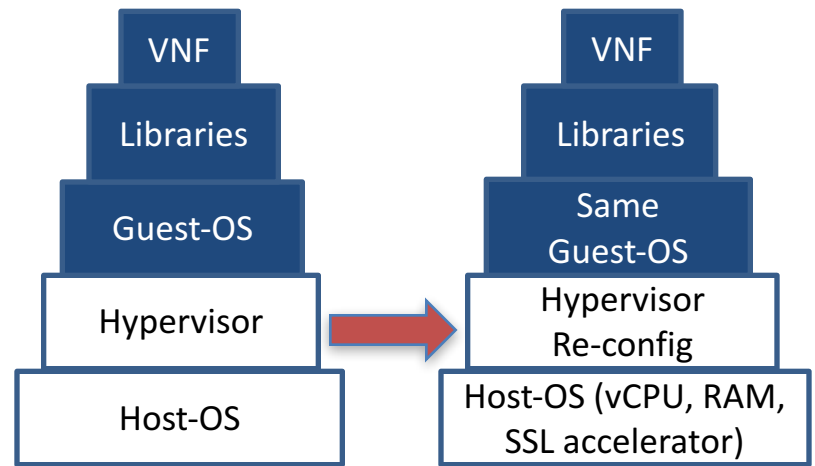 VNF
Libraries
Guest-OS
Hypervisor
Host-OS
VNF
Libraries
Same
Guest-OS
Hypervisor
Re-config
Host-OS (vCPU, RAM,
SSL accelerator)